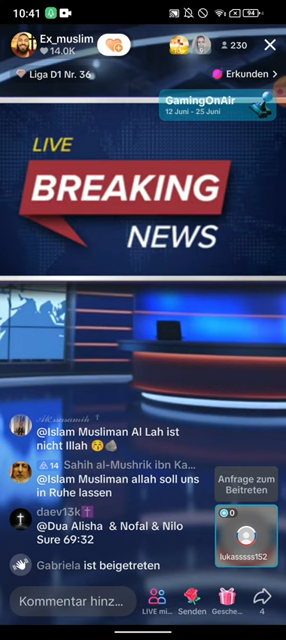 10:41
94
Ex_muslim
14.0K
230
Liga D1 Nr. 36
Erkunden
GamingOnAir
12 Juni - 25 Juni
LIVE
BREAKING
NEWS
@Islam Musliman Al Lah ist
nicht Illah 😚🪨
14 Sahih al-Mushrik ibn Ka...
@Islam Musliman allah soll uns
in Ruhe lassen
daev13k✝️
@Dua Alisha & Nofal & Nilo
Sure 69:32
Gabriela ist beigetreten
Anfrage zum
Beitreten
0
lukasssss152
Kommentar hinz...
LIVE mi...
Senden
Gesche...
4